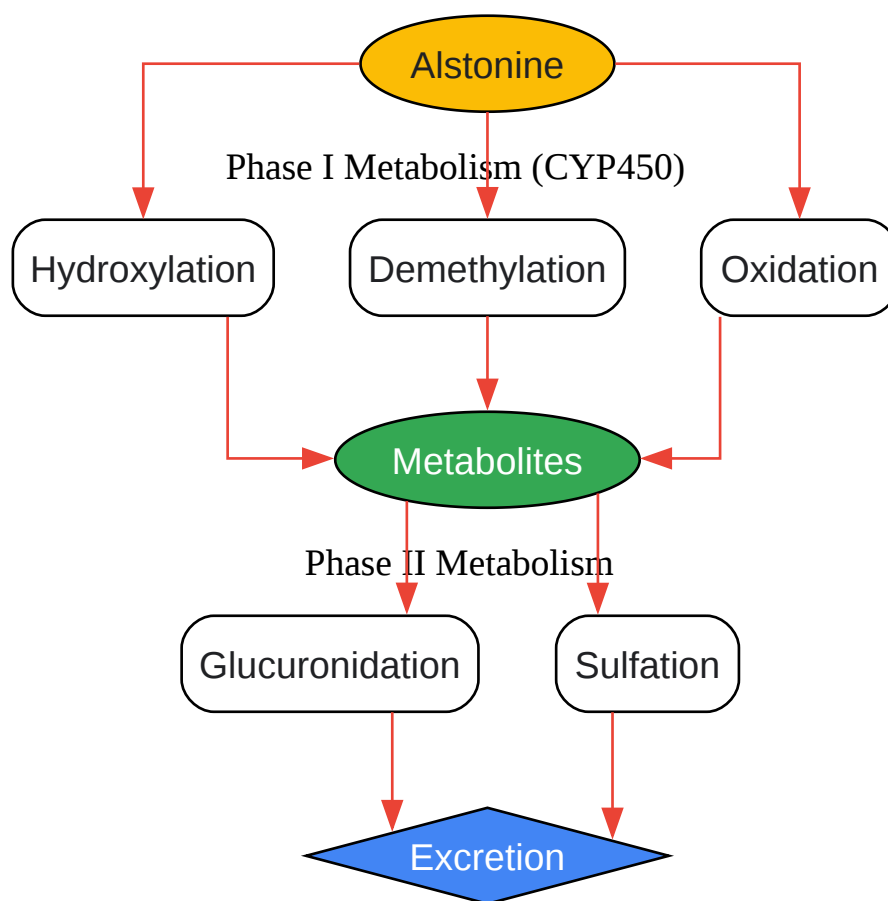 Alstonine
Phase I Metabolism (CYP450)
Hydroxylation
Demethylation
Oxidation
Metabolites
Phase II Metabolism
Glucuronidation
Sulfation
Excretion